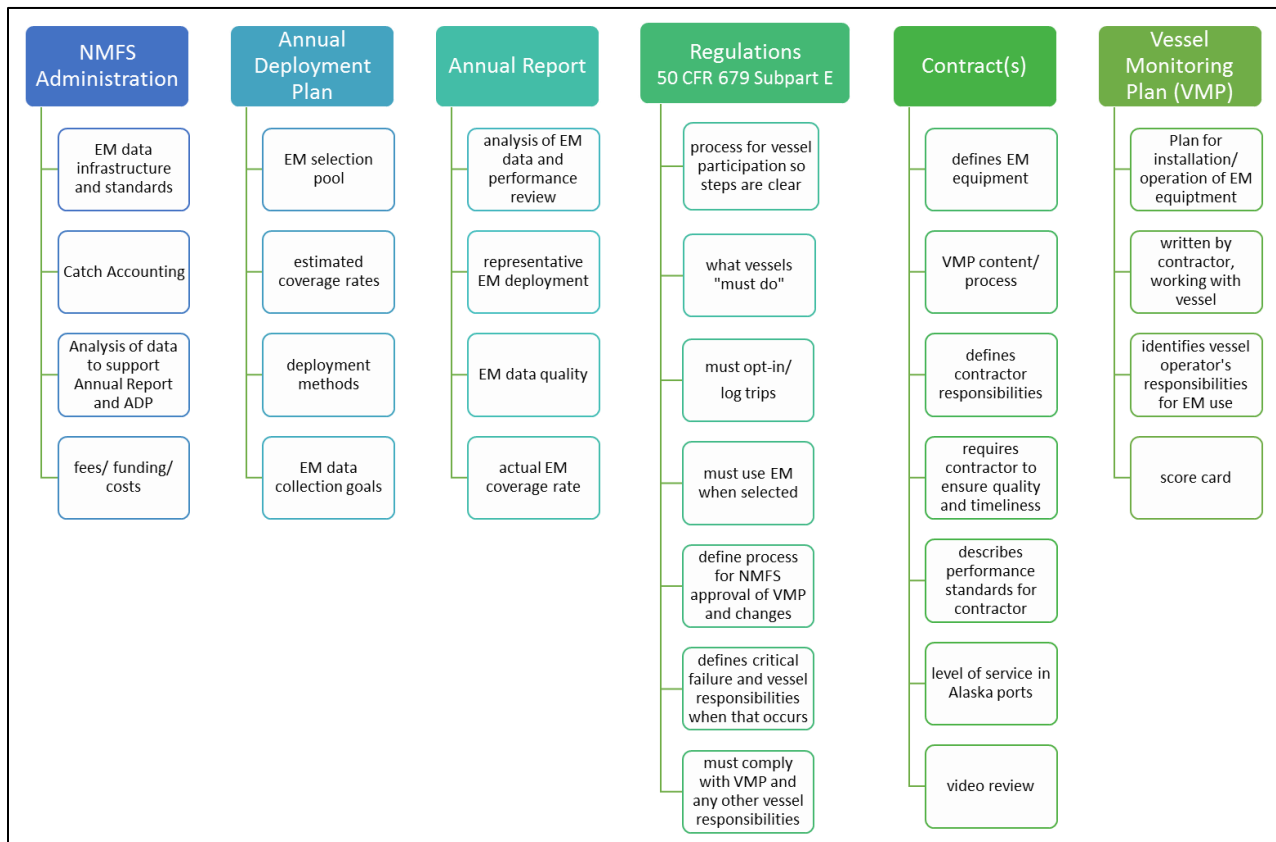 NMFS
Administration
EM data
infrastructure
and standards
Catch Accounting
Analysis of data
to support
Annual Report
and ADP
fees/ funding/
costs
Annual
Deployment
Plan
EM selection
pool
estimated
coverage rates
deployment
methods
EM data
collection goals
Annual Report
analysis of EM
data and
performance
review
representative
EM deployment
EM data quality
actual EM
coverage rate
Regulations
50 CFR 679 Subpart E
process for vessel
participation so
steps are clear
what vessels
"must do"
must opt-in/
log trips
must use EM
when selected
define process
for NMFS
approval of VMP
and changes
defines critical
failure and vessel
responsibilities
when that occurs
must comply
with VMP and
any other vessel
responsibilities
Contract(s)
defines EM
equipment
VMP content/
process
defines
contractor
responsibilities
requires
contractor to
ensure quality
and timeliness
describes
performance
standards for
contractor
level of service in
Alaska ports
video review
Vessel
Monitoring
Plan (VMP)
Plan for
installation/
operation of EM
equiptment
written by
contractor,
working with
vessel
identifies vessel
operator's
responsibilities
for EM use
score card